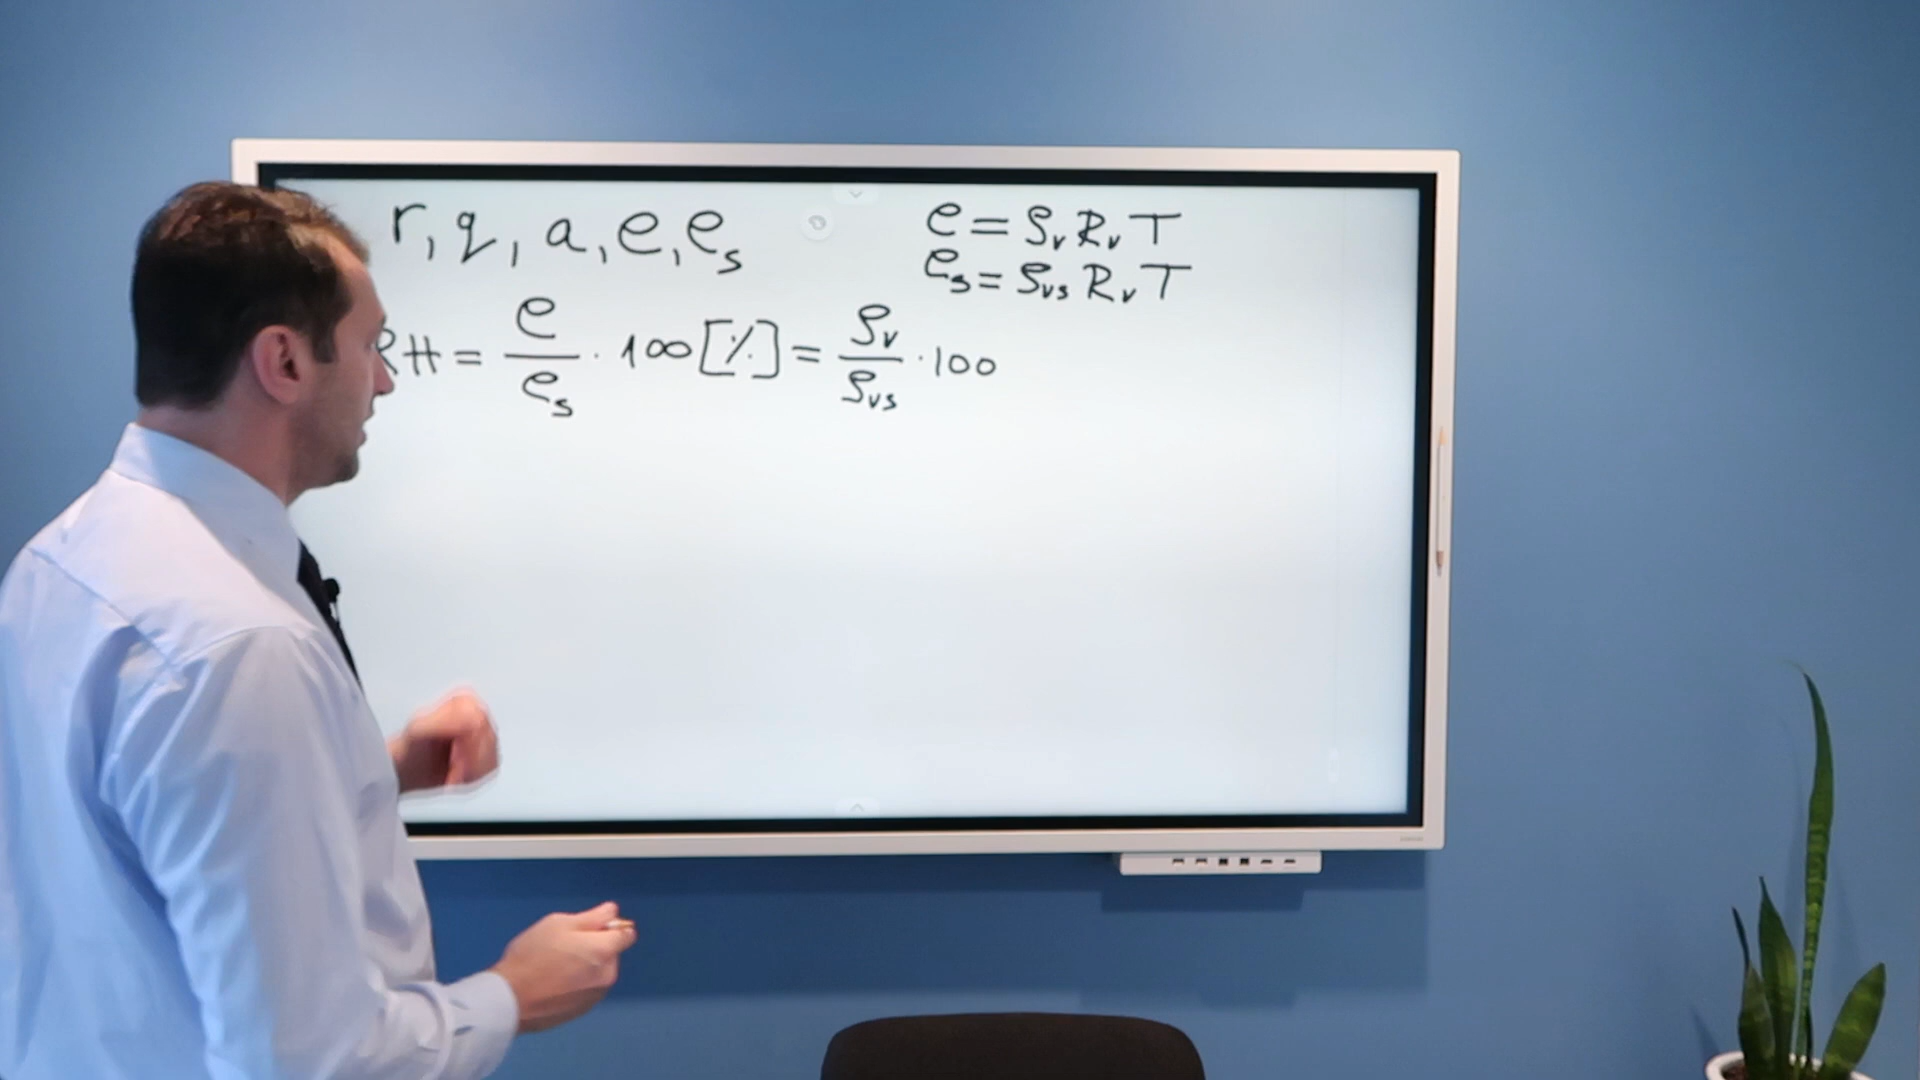 r, q, a, e, e_s
e = ρ_v R_v T
e_s = ρ_vs R_v T
RH = e/e_s · 100 [%] = ρ_v/ρ_vs · 100